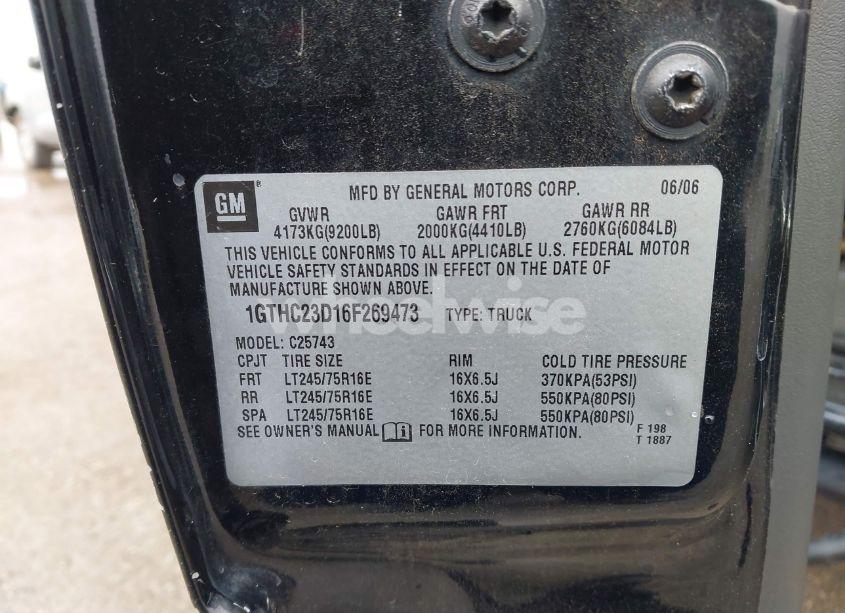 GM ® MFD BY GENERAL MOTORS CORP. 06/06
GVWR GAWR FRT GAWR RR
4173KG(9200LB) 2000KG(4410LB) 2760KG(6084LB)
THIS VEHICLE CONFORMS TO ALL APPLICABLE U.S. FEDERAL MOTOR
VEHICLE SAFETY STANDARDS IN EFFECT ON THE DATE OF
MANUFACTURE SHOWN ABOVE.
1GTHC23D16F269473 TYPE: TRUCK
wheelwise
MODEL: C25743
CPJT TIRE SIZE RIM COLD TIRE PRESSURE
FRT LT245/75R16E 16X6.5J 370KPA(53PSI)
RR LT245/75R16E 16X6.5J 550KPA(80PSI)
SPA LT245/75R16E 16X6.5J 550KPA(80PSI)
SEE OWNER'S MANUAL FOR MORE INFORMATION.
F 198
T 1887